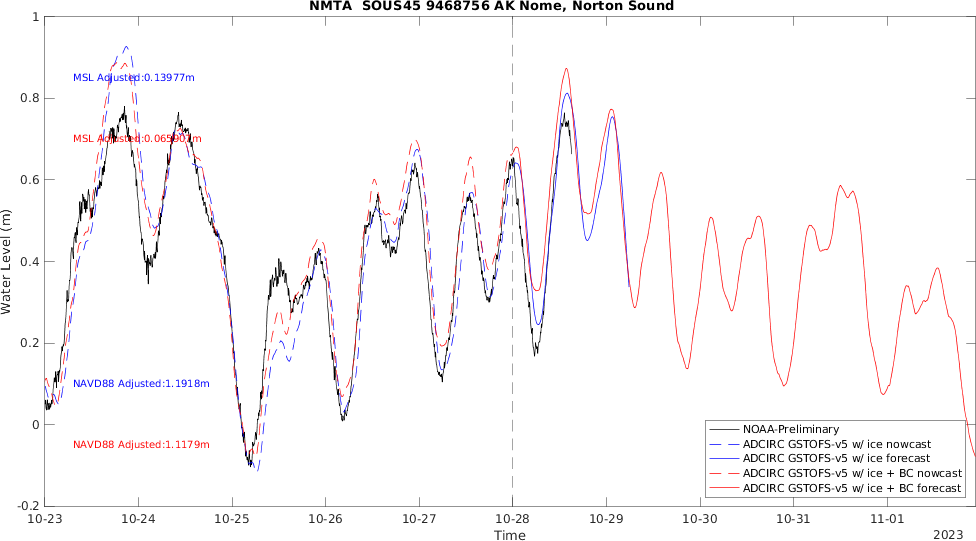 NMTA SOUS45 9468756 AK Nome, Norton Sound
1
0.8
0.6
0.4
0.2
0
-0.2
Water Level (m)
MSL Adjusted:0.13977m
NAVD88 Adjusted:1.1918m
NAVD88 Adjusted:1.1179m
NOAA-Preliminary
ADCIRC GSTOFS-v5 w/ ice nowcast
ADCIRC GSTOFS-v5 w/ ice forecast
ADCIRC GSTOFS-v5 w/ ice + BC nowcast
ADCIRC GSTOFS-v5 w/ ice + BC forecast
10-23 10-24 10-25 10-26 10-27 10-28 10-29 10-30 10-31 11-01
Time
2023